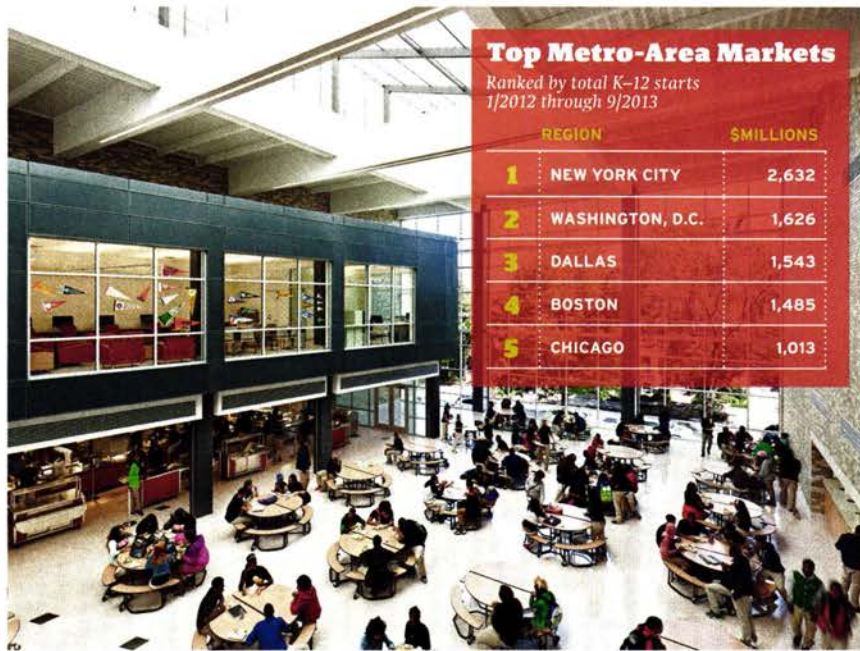 Top Metro-Area Markets
Ranked by total K–12 starts
1/2012 through 9/2013
REGION $MILLIONS
1 NEW YORK CITY 2,632
2 WASHINGTON, D.C. 1,626
3 DALLAS 1,543
4 BOSTON 1,485
5 CHICAGO 1,013